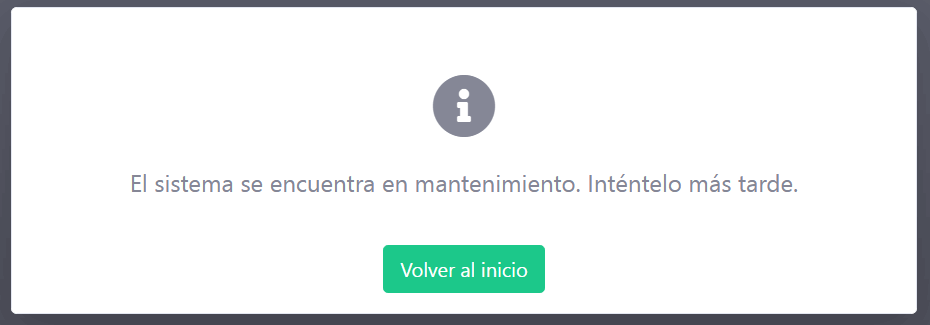 El sistema se encuentra en mantenimiento. Inténtelo más tarde.
Volver al inicio